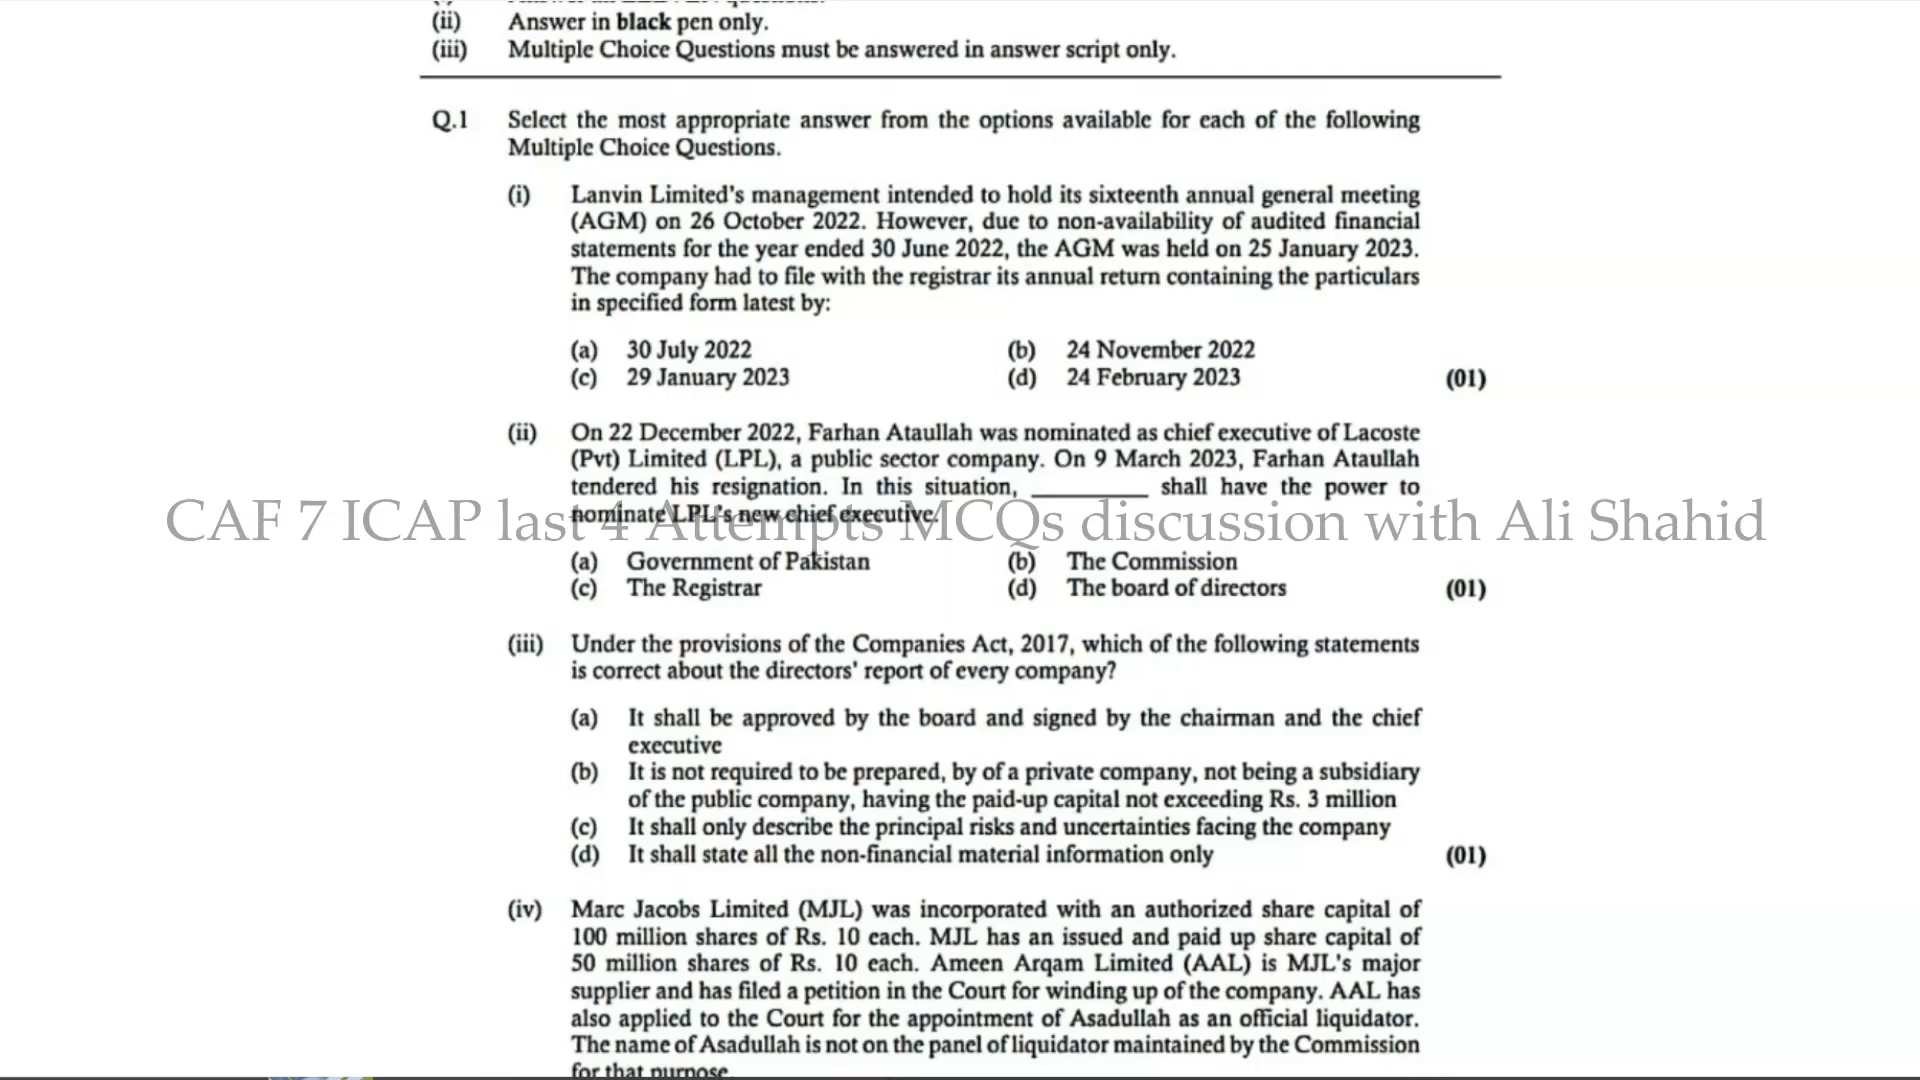 (ii) Answer in black pen only.
(iii) Multiple Choice Questions must be answered in answer script only.
Q.1 Select the most appropriate answer from the options available for each of the following
Multiple Choice Questions.
(i) Lanvin Limited's management intended to hold its sixteenth annual general meeting
(AGM) on 26 October 2022. However, due to non-availability of audited financial
statements for the year ended 30 June 2022, the AGM was held on 25 January 2023.
The company had to file with the registrar its annual return containing the particulars
in specified form latest by:
(a) 30 July 2022 (b) 24 November 2022
(c) 29 January 2023 (d) 24 February 2023 (01)
(ii) On 22 December 2022, Farhan Ataullah was nominated as chief executive of Lacoste
(Pvt) Limited (LPL), a public sector company. On 9 March 2023, Farhan Ataullah
tendered his resignation. In this situation, __________ shall have the power to
nominate LPL's new chief executive.
CAF 7 ICAP last 4 Attempts MCQs discussion with Ali Shahid
(a) Government of Pakistan (b) The Commission
(c) The Registrar (d) The board of directors (01)
(iii) Under the provisions of the Companies Act, 2017, which of the following statements
is correct about the directors' report of every company?
(a) It shall be approved by the board and signed by the chairman and the chief
executive
(b) It is not required to be prepared, by of a private company, not being a subsidiary
of the public company, having the paid-up capital not exceeding Rs. 3 million
(c) It shall only describe the principal risks and uncertainties facing the company
(d) It shall state all the non-financial material information only (01)
(iv) Marc Jacobs Limited (MJL) was incorporated with an authorized share capital of
100 million shares of Rs. 10 each. MJL has an issued and paid up share capital of
50 million shares of Rs. 10 each. Ameen Arqam Limited (AAL) is MJL's major
supplier and has filed a petition in the Court for winding up of the company. AAL has
also applied to the Court for the appointment of Asadullah as an official liquidator.
The name of Asadullah is not on the panel of liquidator maintained by the Commission
for that purpose.